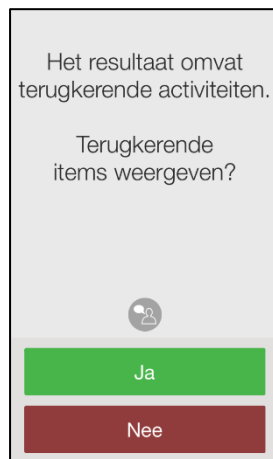 Het resultaat omvat
terugkerende activiteiten.
Terugkerende
items weergeven?
Ja
Nee